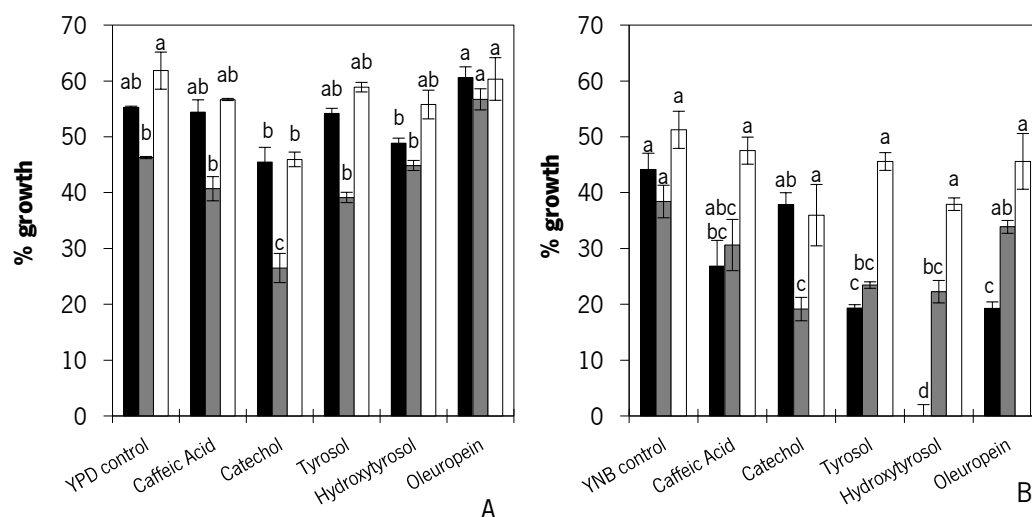 70
60
50
40
30
20
10
0
% growth
ab
b
a
ab
b
ab
b
c
b
ab
b
ab
b
b
ab
a
a
a
YPD control
Caffeic Acid
Catechol
Tyrosol
Hydroxytyrosol
Oleuropein
A
70
60
50
40
30
20
10
0
% growth
a
a
a
bc
abc
a
ab
c
a
c
bc
a
d
bc
a
c
ab
a
YNB control
Caffeic Acid
Catechol
Tyrosol
Hydroxytyrosol
Oleuropein
B